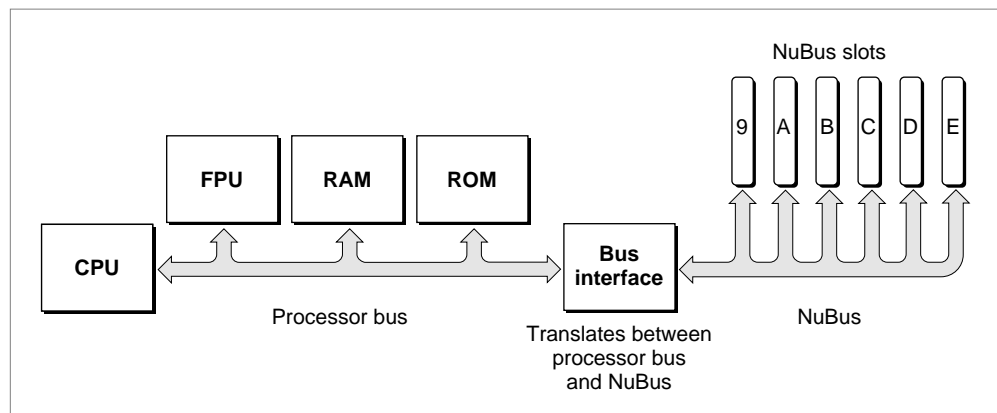 NuBus slots
9
A
B
C
D
E
FPU
RAM
ROM
CPU
Bus
interface
Processor bus
Translates between
processor bus
and NuBus
NuBus